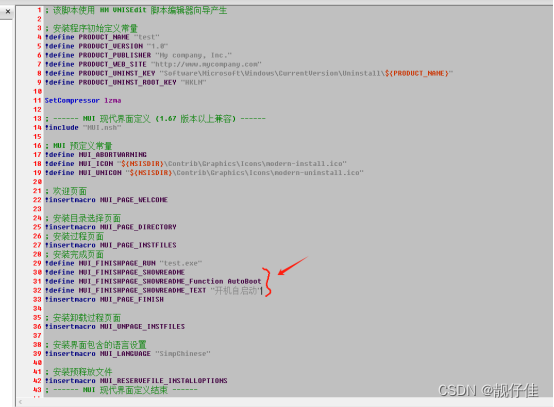 1 ; 该脚本使用 HM VNISEdit 脚本编辑器向导产生
2
3 ; 安装程序初始定义常量
4 !define PRODUCT_NAME "test"
5 !define PRODUCT_VERSION "1.0"
6 !define PRODUCT_PUBLISHER "My company, inc."
7 !define PRODUCT_WEB_SITE "http://www.mycompany.com"
8 !define PRODUCT_UNINST_KEY "Software\Microsoft\Windows\CurrentVersion\Uninstall\${PRODUCT_NAME}"
9 !define PRODUCT_UNINST_ROOT_KEY "HKLM"
10
11 SetCompressor lzma
12
13 ; ------ MUI 现代界面定义 (1.67 版本以上兼容) ------
14 !include "MUI.nsh"
15
16 ; MUI 预定义常量
17 !define MUI_ABORTWARNING
18 !define MUI_ICON "${NSISDIR}\Contrib\Graphics\Icons\modern-install.ico"
19 !define MUI_UNICON "${NSISDIR}\Contrib\Graphics\Icons\modern-uninstall.ico"
20
21 ; 欢迎页面
22 !insertmacro MUI_PAGE_WELCOME
23
24 ; 安装目录选择页面
25 !insertmacro MUI_PAGE_DIRECTORY
26 ; 安装过程页面
27 !insertmacro MUI_PAGE_INSTFILES
28 ; 安装完成页面
29 !define MUI_FINISHPAGE_RUN "test.exe"
30 !define MUI_FINISHPAGE_SHOWREADME
31 !define MUI_FINISHPAGE_SHOWREADME_Function AutoBoot
32 !define MUI_FINISHPAGE_SHOWREADME_TEXT "开机自启动"
33 !insertmacro MUI_PAGE_FINISH
34
35 ; 安装卸载过程页面
36 !insertmacro MUI_UNPAGE_INSTFILES
37
38 ; 安装界面包含的语言设置
39 !insertmacro MUI_LANGUAGE "SimpChinese"
40
41 ; 安装预释放文件
42 !insertmacro MUI_RESERVEFILE_INSTALLOPTIONS
43 ; ------ MUI 现代界面定义结束 ------
CSDN @靓仔佳